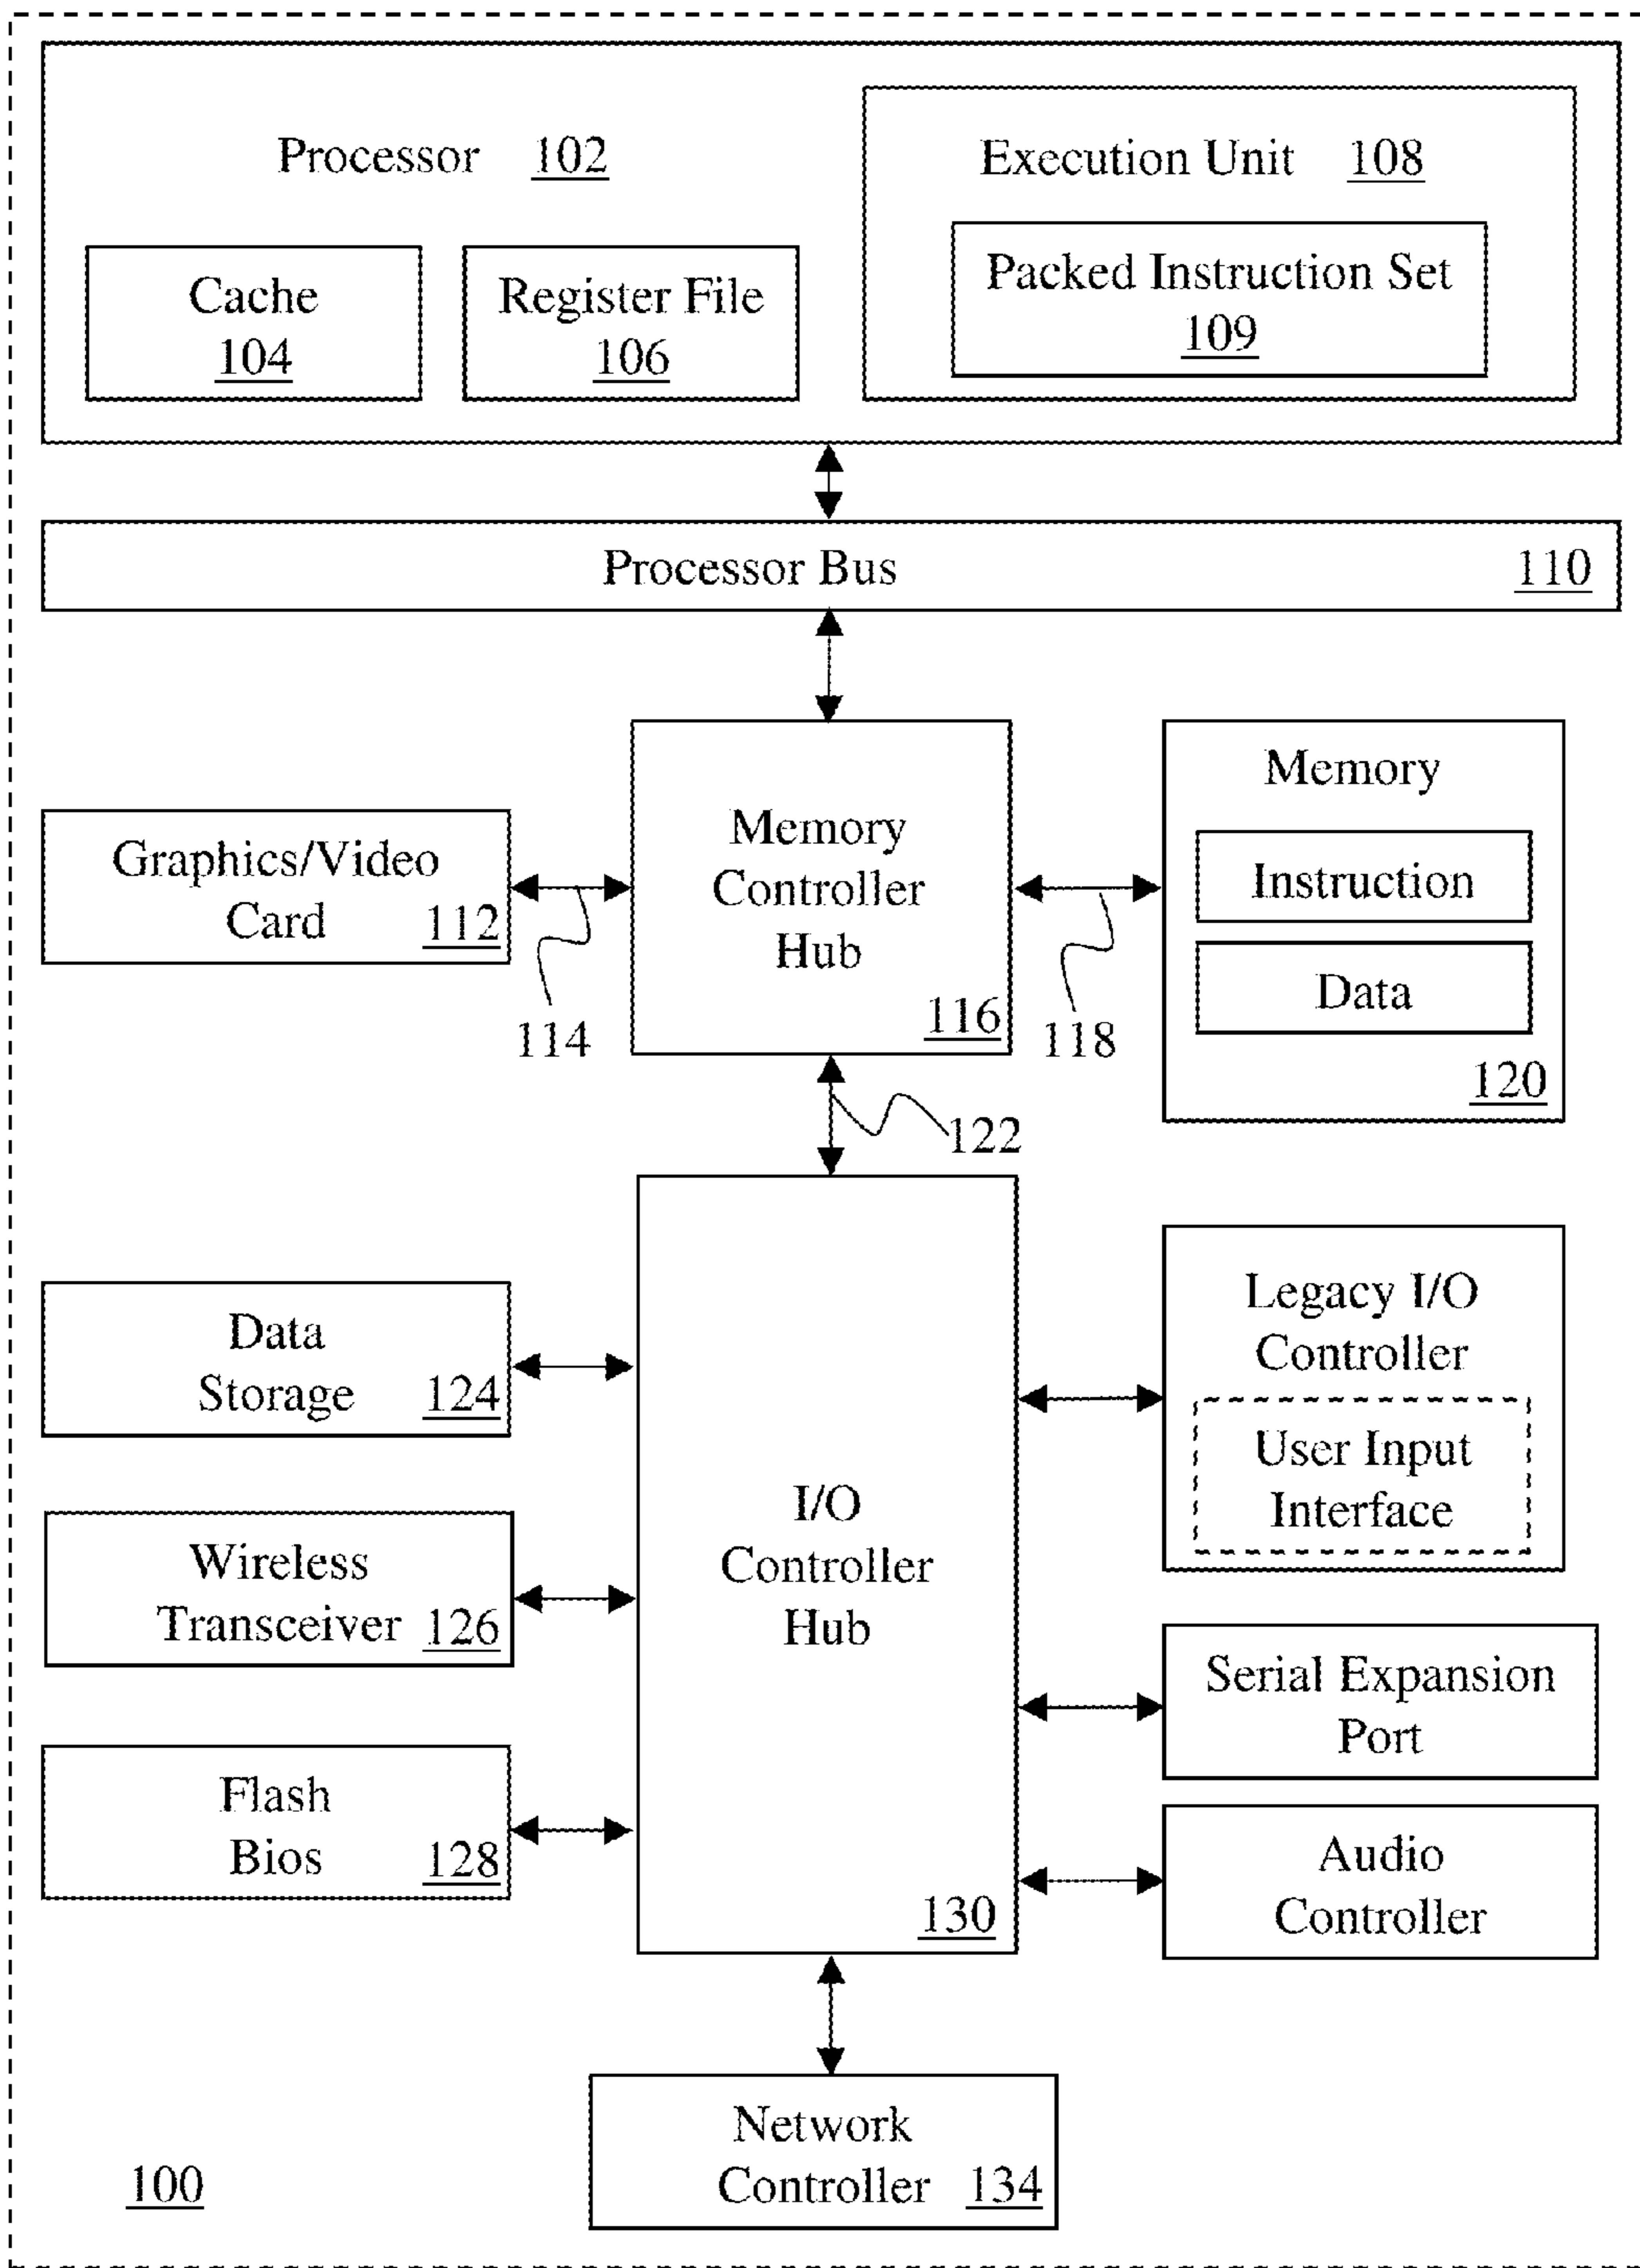 Processor 102
Execution Unit 108
Cache
104
Register File
106
Packed Instruction Set
109
Processor Bus 110
Graphics/Video
Card 112
114
Memory
Controller
Hub
116
118
Memory
Instruction
Data
120
122
Data
Storage 124
Wireless
Transceiver 126
Flash
Bios 128
I/O
Controller
Hub
130
Legacy I/O
Controller
User Input
Interface
Serial Expansion
Port
Audio
Controller
Network
Controller 134
100